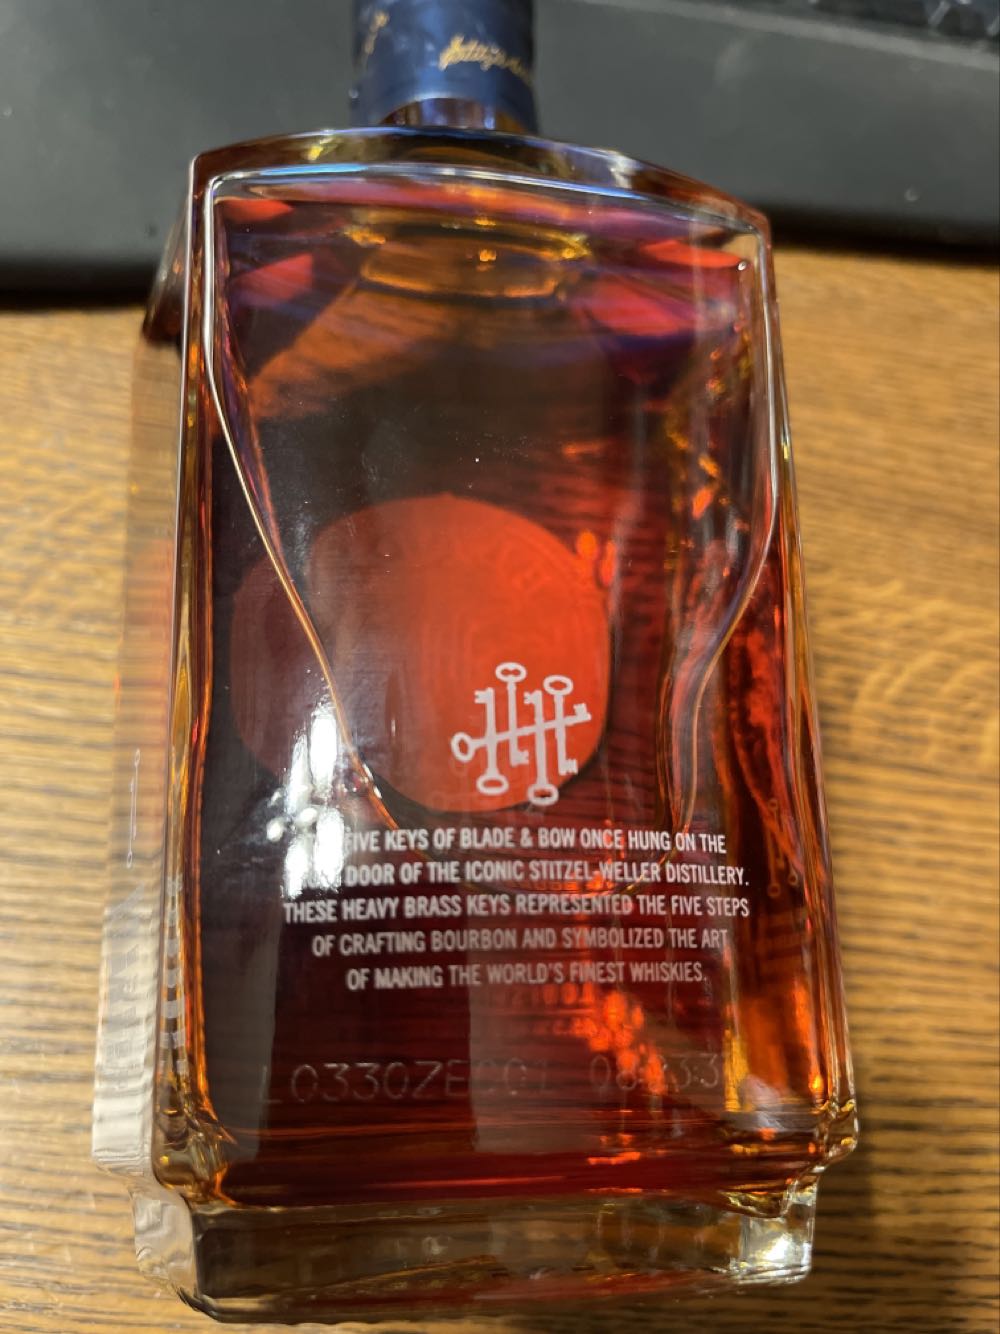 FIVE KEYS OF BLADE & BOW ONCE HUNG ON THE
DOOR OF THE ICONIC STITZEL-WELLER DISTILLERY.
THESE HEAVY BRASS KEYS REPRESENTED THE FIVE STEPS
OF CRAFTING BOURBON AND SYMBOLIZED THE ART
OF MAKING THE WORLD'S FINEST WHISKIES.
L0330ZEC01